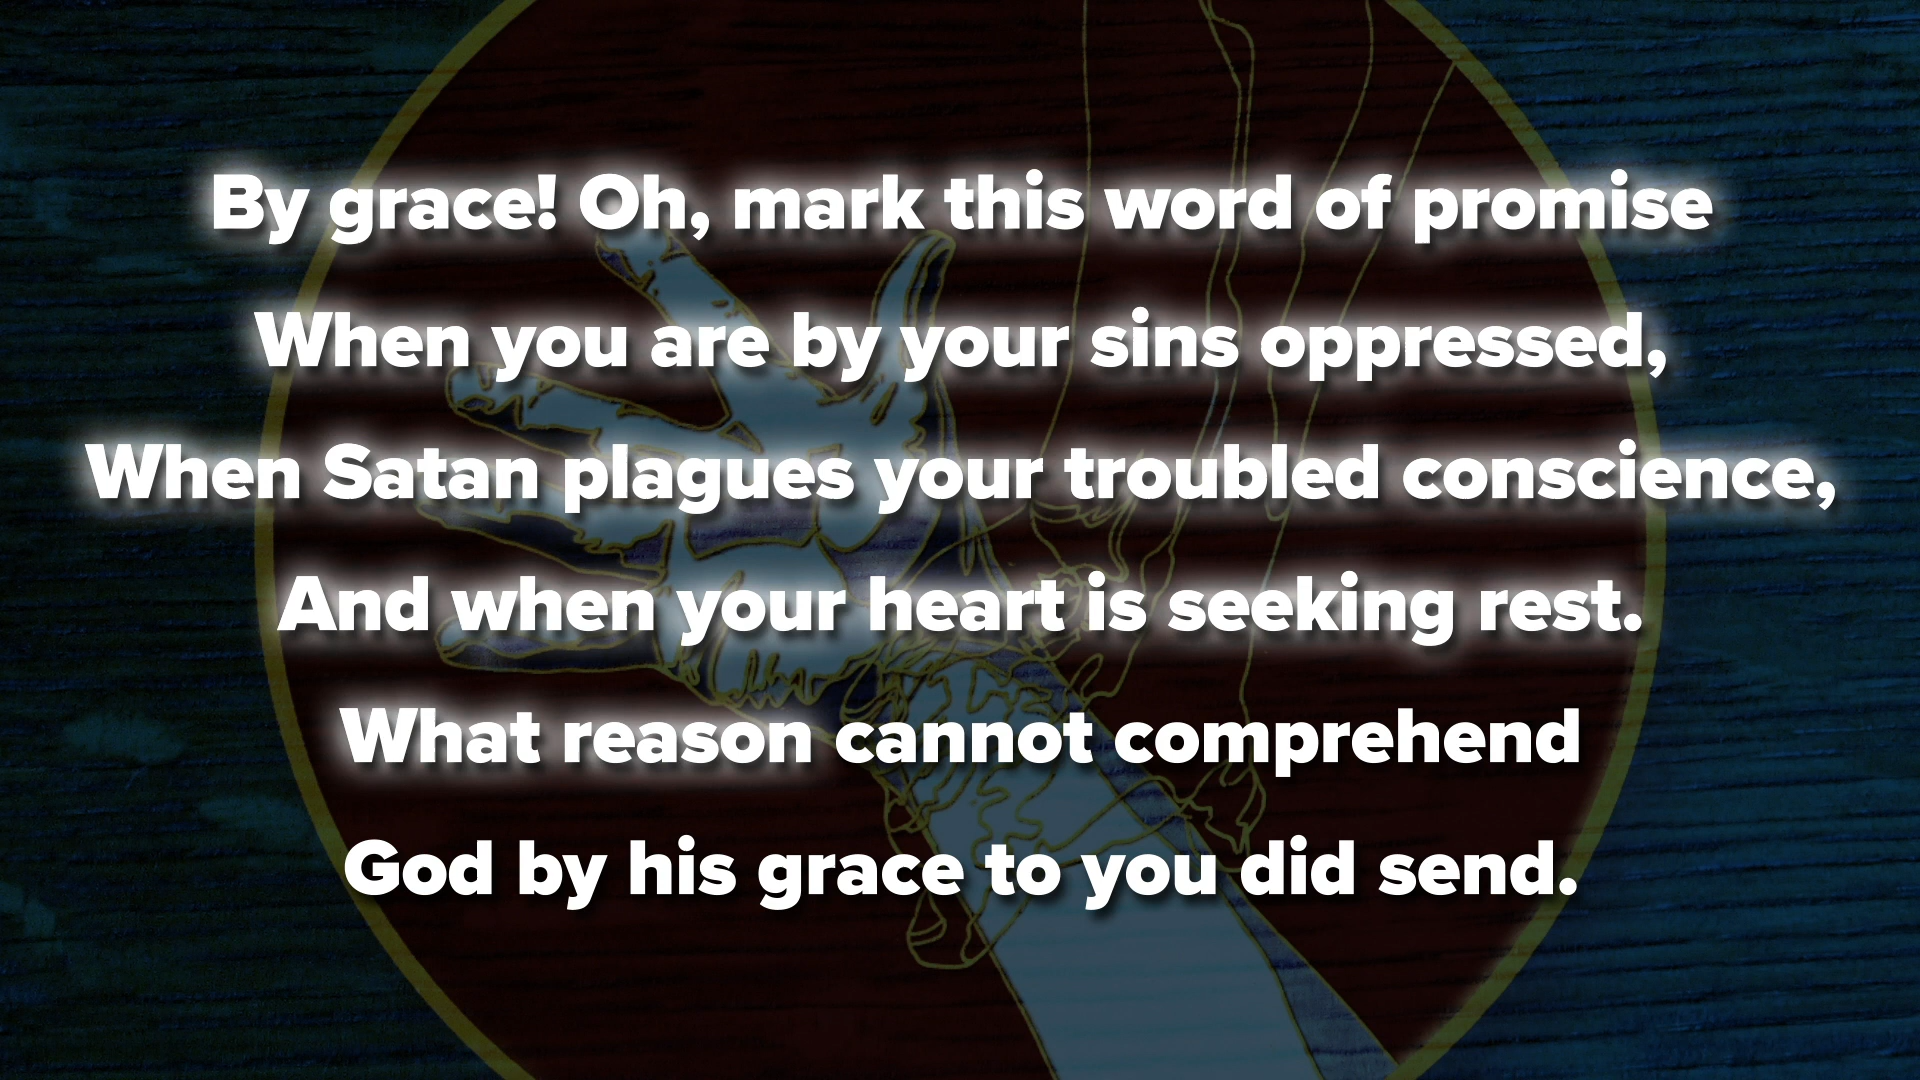 By grace! Oh, mark this word of promise
When you are by your sins oppressed,
When Satan plagues your troubled conscience,
And when your heart is seeking rest.
What reason cannot comprehend
God by his grace to you did send.